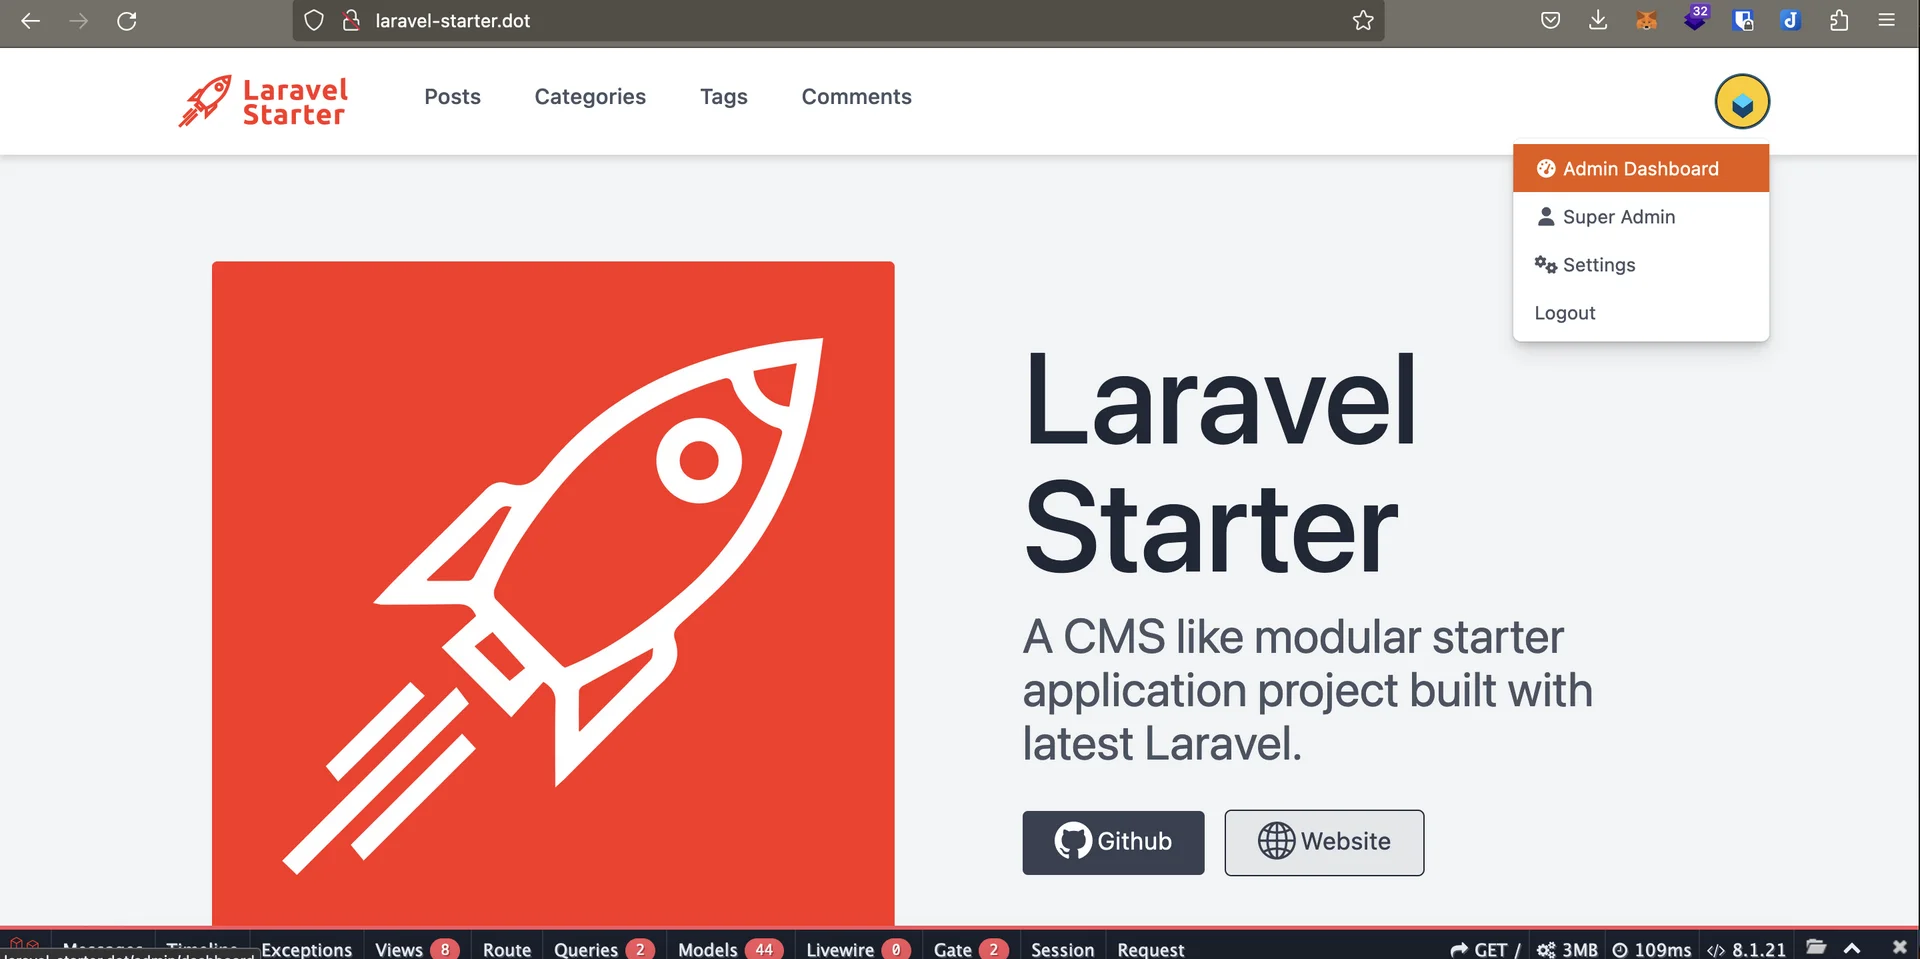 laravel-starter.dot
32
Laravel
Starter
Posts
Categories
Tags
Comments
Admin Dashboard
Super Admin
Settings
Logout
Laravel
Starter
A CMS like modular starter
application project built with
latest Laravel.
Github
Website
Messages Timeline Exceptions Views 8 Route Queries 2 Models 44 Livewire 0 Gate 2 Session Request GET / 3MB 109ms 8.1.21
laravel-starter.dot/admin/dashboard